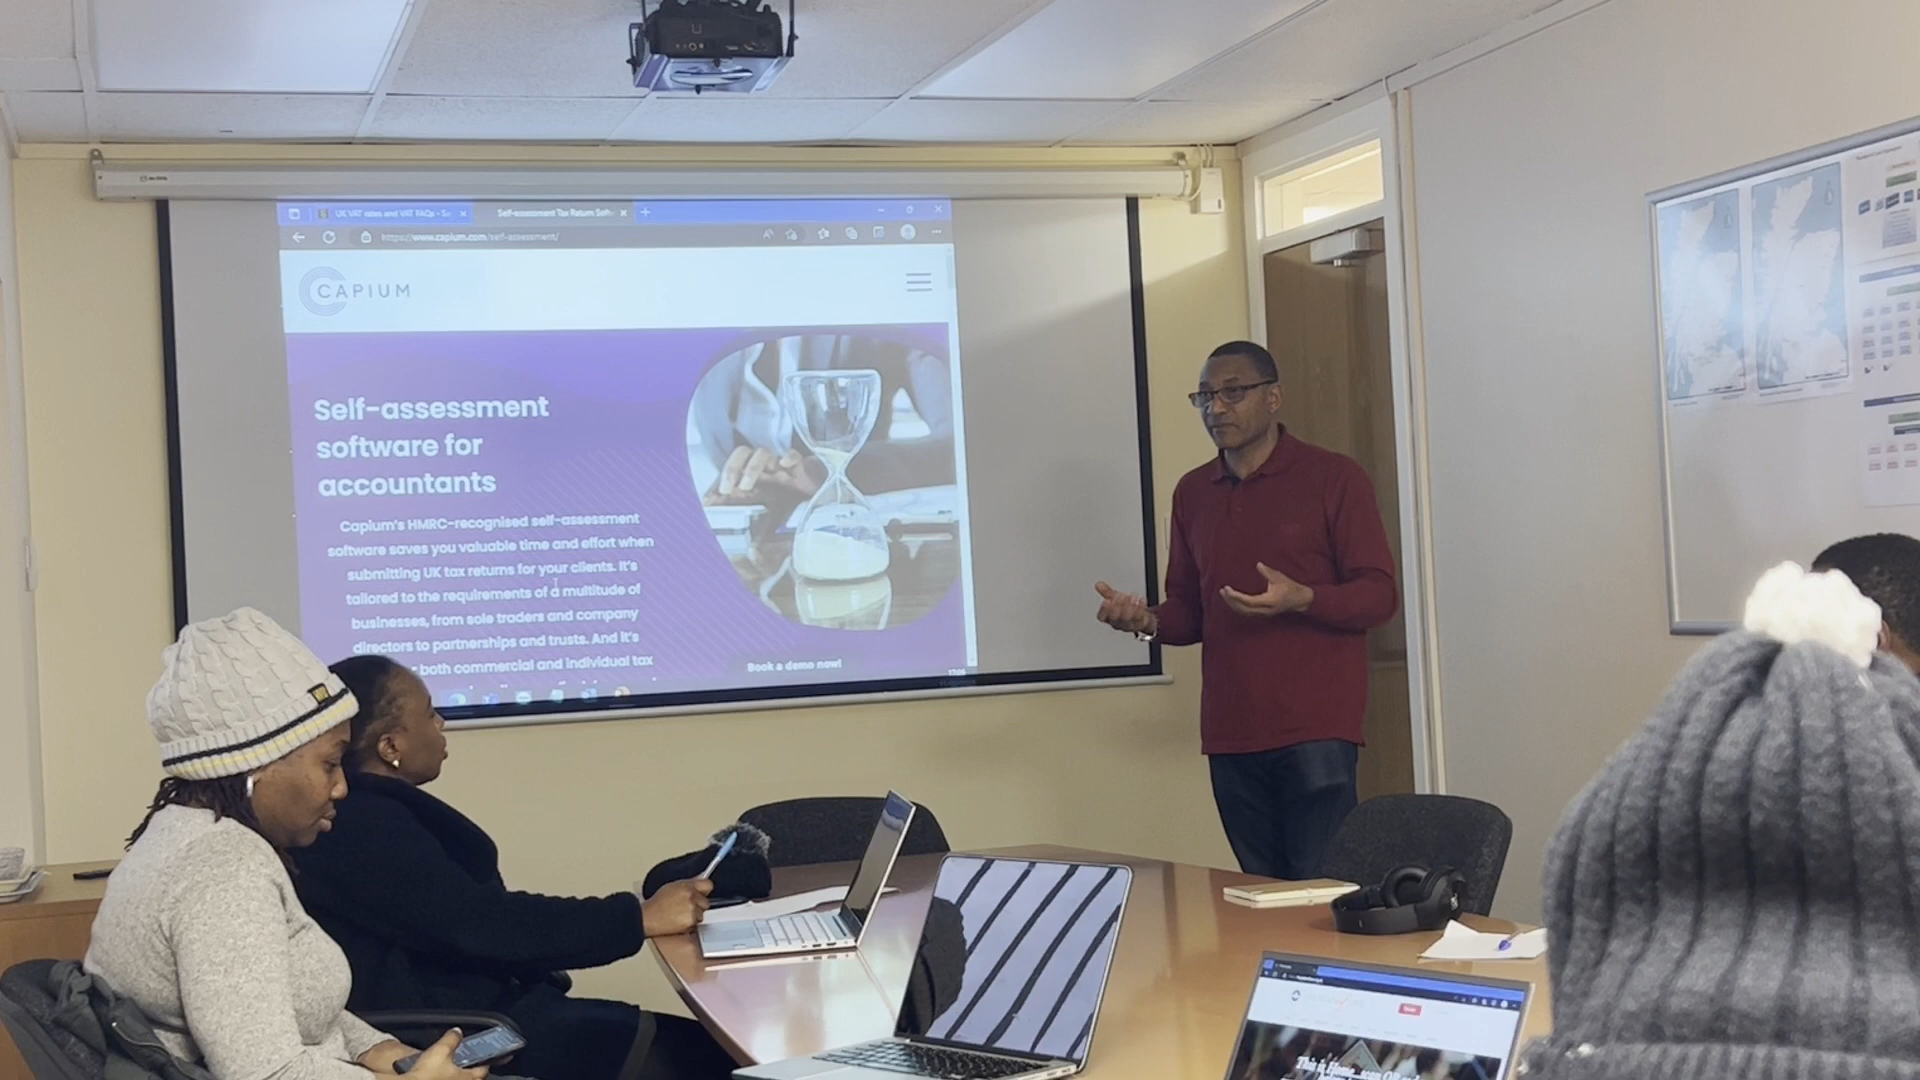 UK VAT rates and VAT FAQs - S
Self-assessment Tax Return Soft
https://www.capium.com/self-assessment/
CAPIUM
Self-assessment
software for
accountants
Capium's HMRC-recognised self-assessment
software saves you valuable time and effort when
submitting UK tax returns for your clients. It's
tailored to the requirements of a multitude of
businesses, from sole traders and company
directors to partnerships and trusts. And it's
both commercial and individual tax
Book a demo now!
This is Home